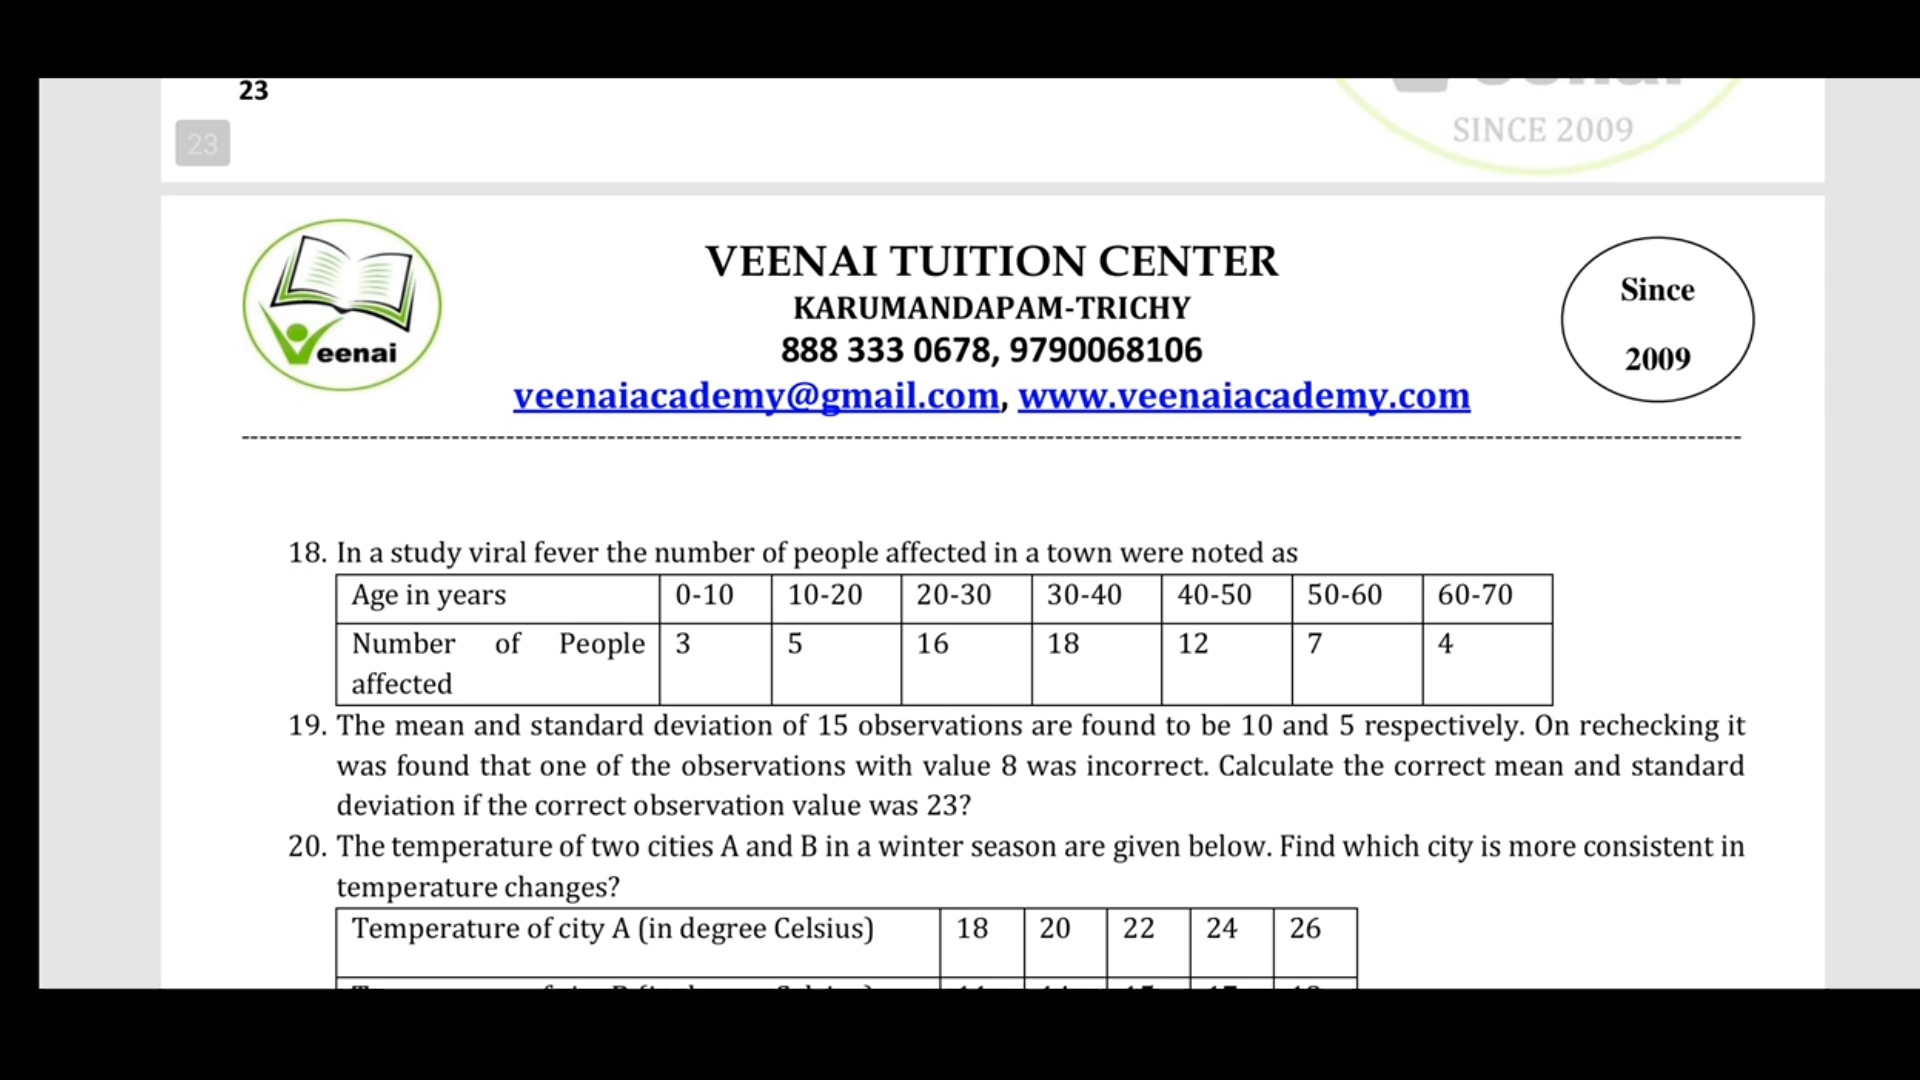 23
23
SINCE 2009
eenai
VEENAI TUITION CENTER
KARUMANDAPAM-TRICHY
888 333 0678, 9790068106
veenaiacademy@gmail.com, www.veenaiacademy.com
Since
2009
18. In a study viral fever the number of people affected in a town were noted as
Age in years 0-10 10-20 20-30 30-40 40-50 50-60 60-70
Number of People 3 5 16 18 12 7 4
affected
19. The mean and standard deviation of 15 observations are found to be 10 and 5 respectively. On rechecking it
was found that one of the observations with value 8 was incorrect. Calculate the correct mean and standard
deviation if the correct observation value was 23?
20. The temperature of two cities A and B in a winter season are given below. Find which city is more consistent in
temperature changes?
Temperature of city A (in degree Celsius) 18 20 22 24 26